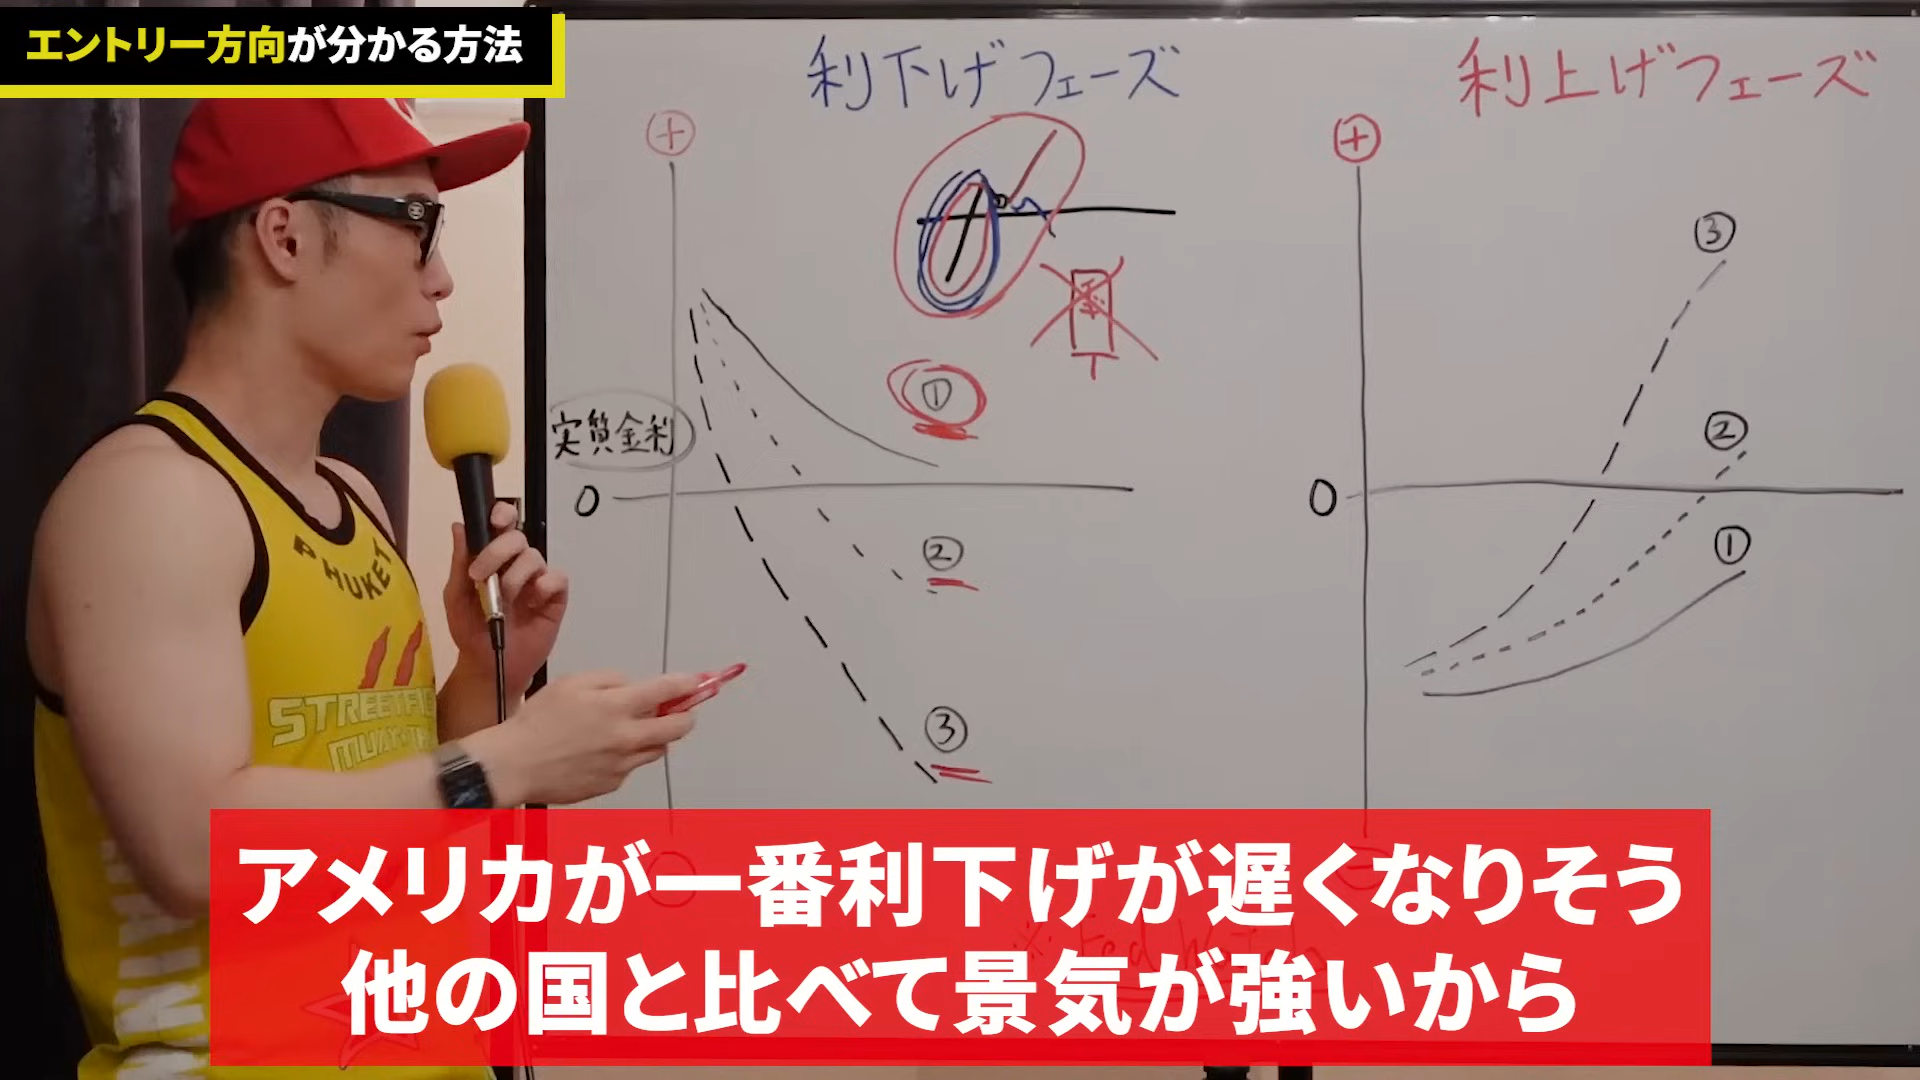 エントリー方向が分かる方法
利下げフェーズ
利上げフェーズ
+
+
③
②
①
実質金利
0
0
②
①
③
PHUKET
STREET
MUAY
アメリカが一番利下げが遅くなりそう
他の国と比べて景気が強いから